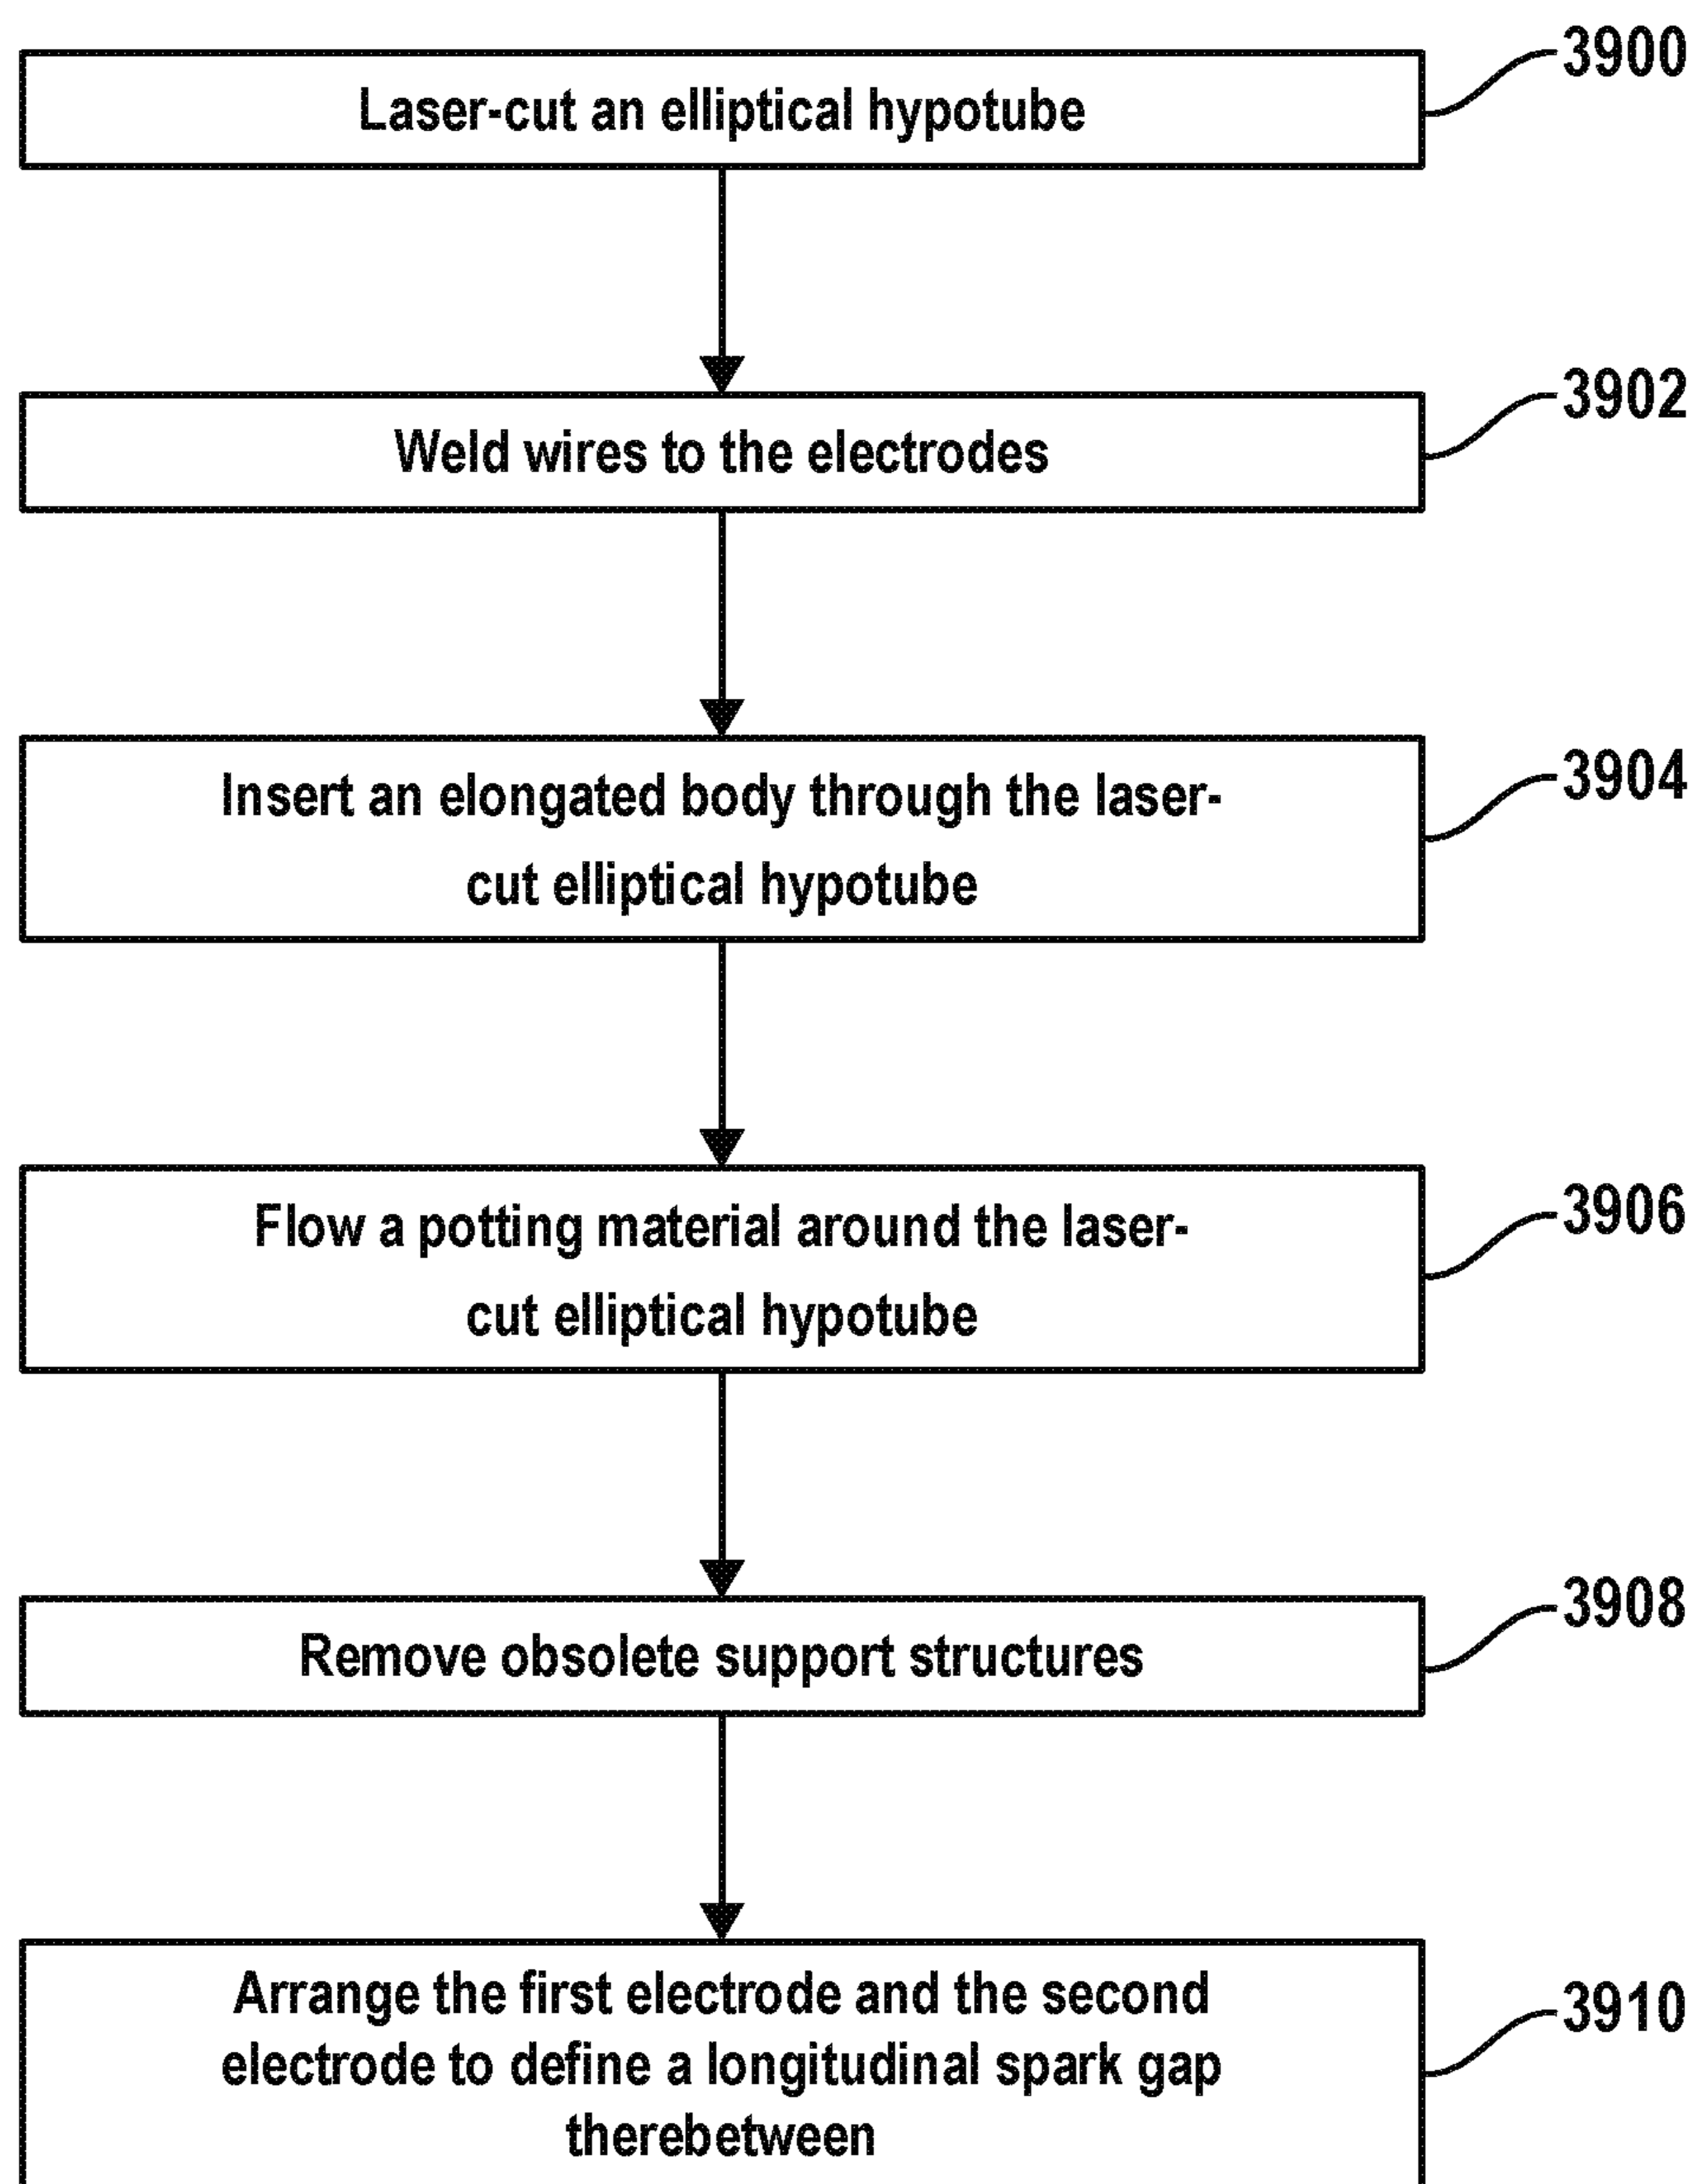 3900
Laser-cut an elliptical hypotube
3902
Weld wires to the electrodes
3904
Insert an elongated body through the laser-
cut elliptical hypotube
3906
Flow a potting material around the laser-
cut elliptical hypotube
3908
Remove obsolete support structures
3910
Arrange the first electrode and the second
electrode to define a longitudinal spark gap
therebetween